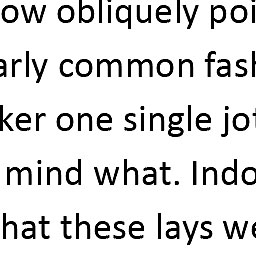 ow obliquely poi
arly common fash
ker one single jot
mind what. Indo
hat these lays we